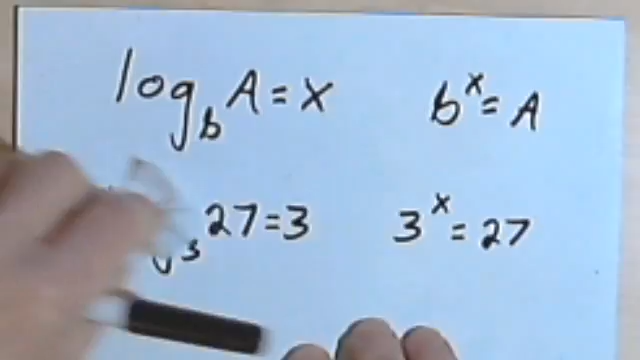 log_b A = X    b^x = A
27 = 3    3^x = 27